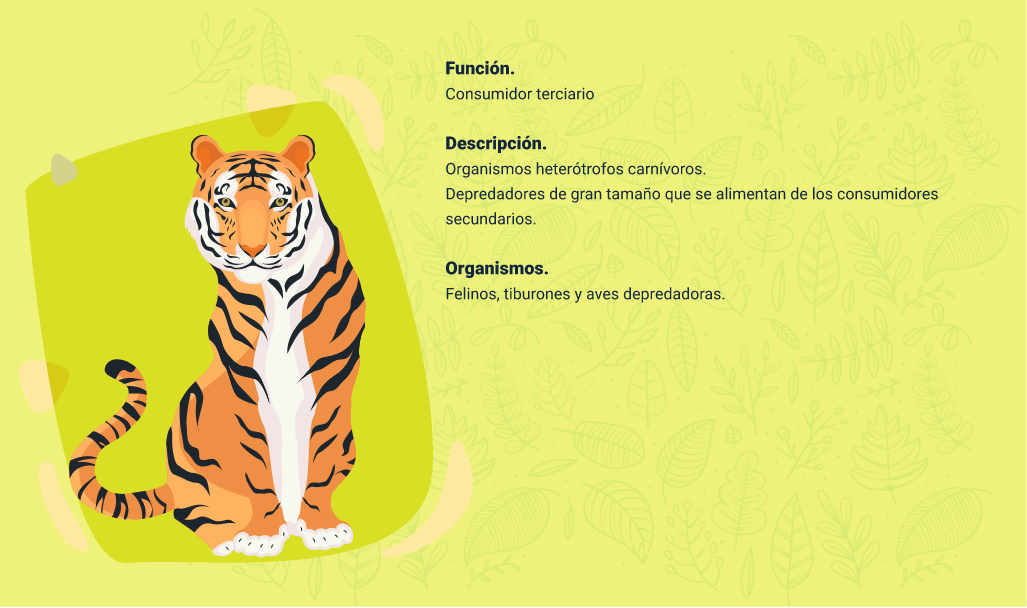 Función.
Consumidor terciario
Descripción.
Organismos heterótrofos carnívoros.
Depredadores de gran tamaño que se alimentan de los consumidores
secundarios.
Organismos.
Felinos, tiburones y aves depredadoras.